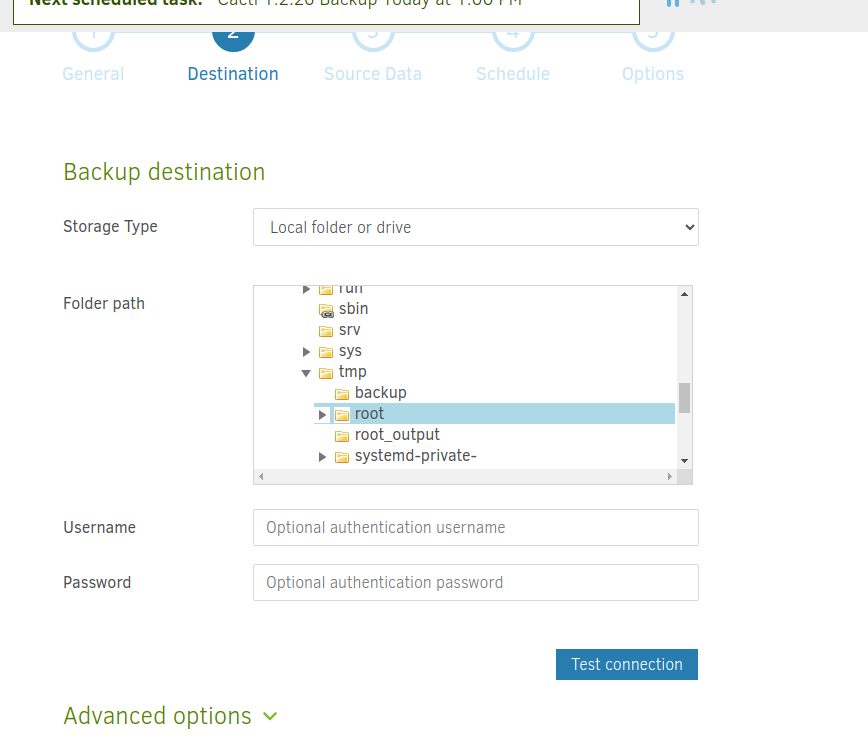 Next scheduled task: Cacti 1.2.26 Backup Today at 1:00 PM
1 2 3 4 5
General Destination Source Data Schedule Options
Backup destination
Storage Type Local folder or drive
Folder path
run
sbin
srv
sys
tmp
backup
root
root_output
systemd-private-
Username Optional authentication username
Password Optional authentication password
Test connection
Advanced options